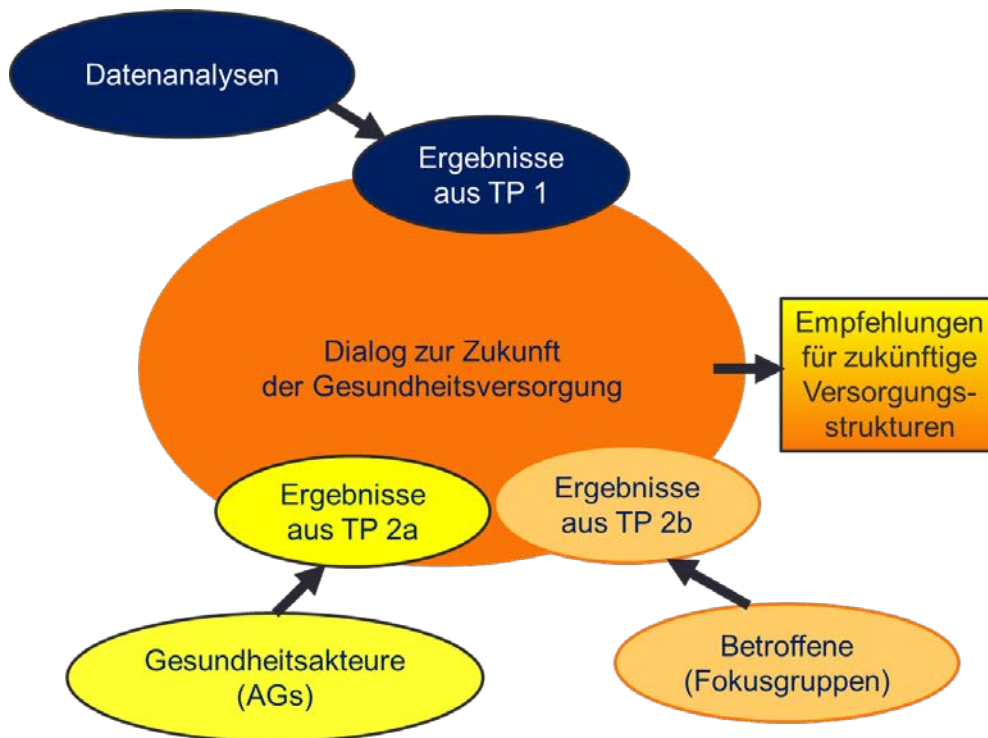 Datenanalysen
Ergebnisse
aus TP 1
Dialog zur Zukunft
der Gesundheitsversorgung
Empfehlungen
für zukünftige
Versorgungs-
strukturen
Ergebnisse
aus TP 2a
Ergebnisse
aus TP 2b
Gesundheitsakteure
(AGs)
Betroffene
(Fokusgruppen)